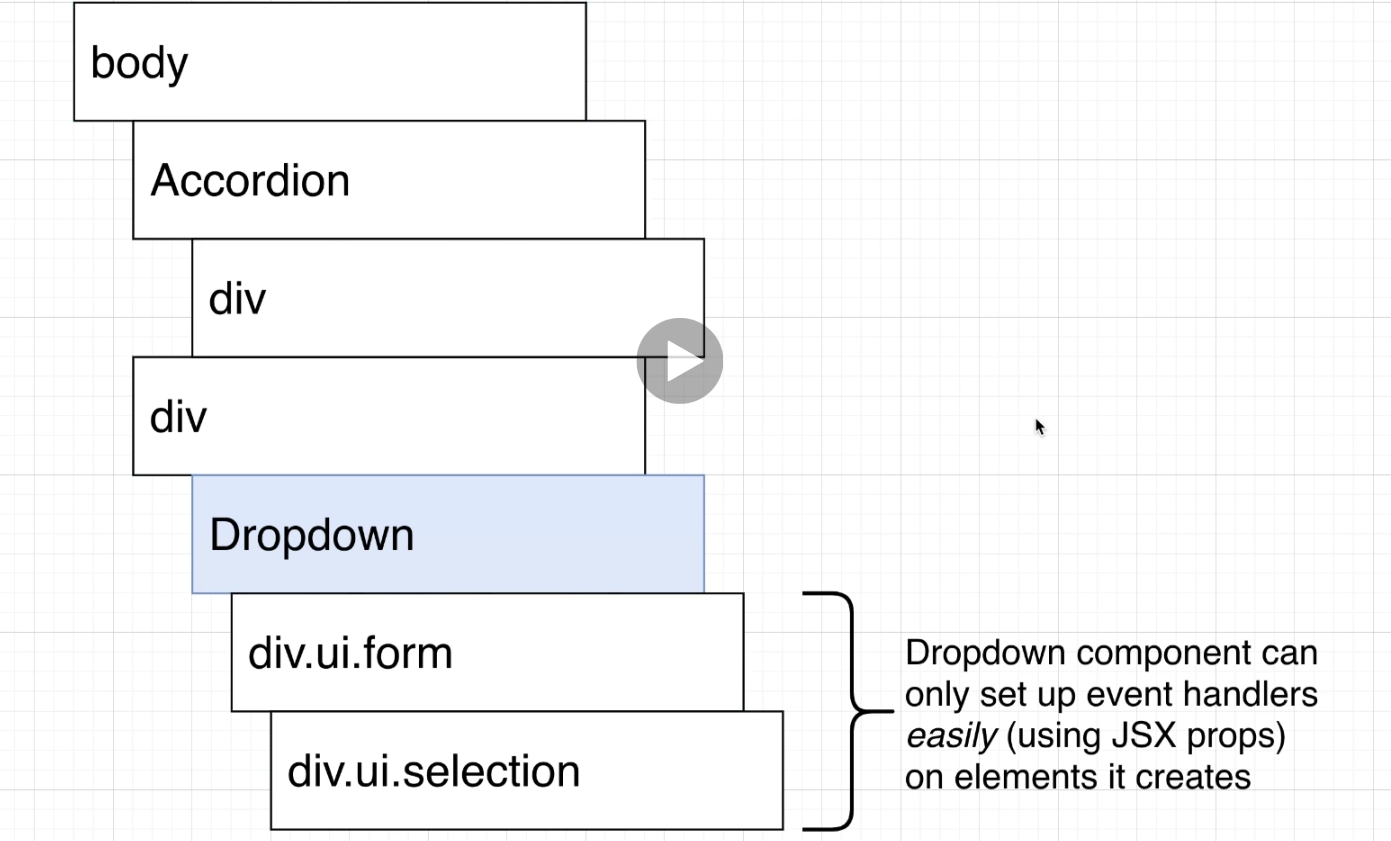 body
Accordion
div
div
Dropdown
div.ui.form
div.ui.selection
Dropdown component can
only set up event handlers
easily (using JSX props)
on elements it creates